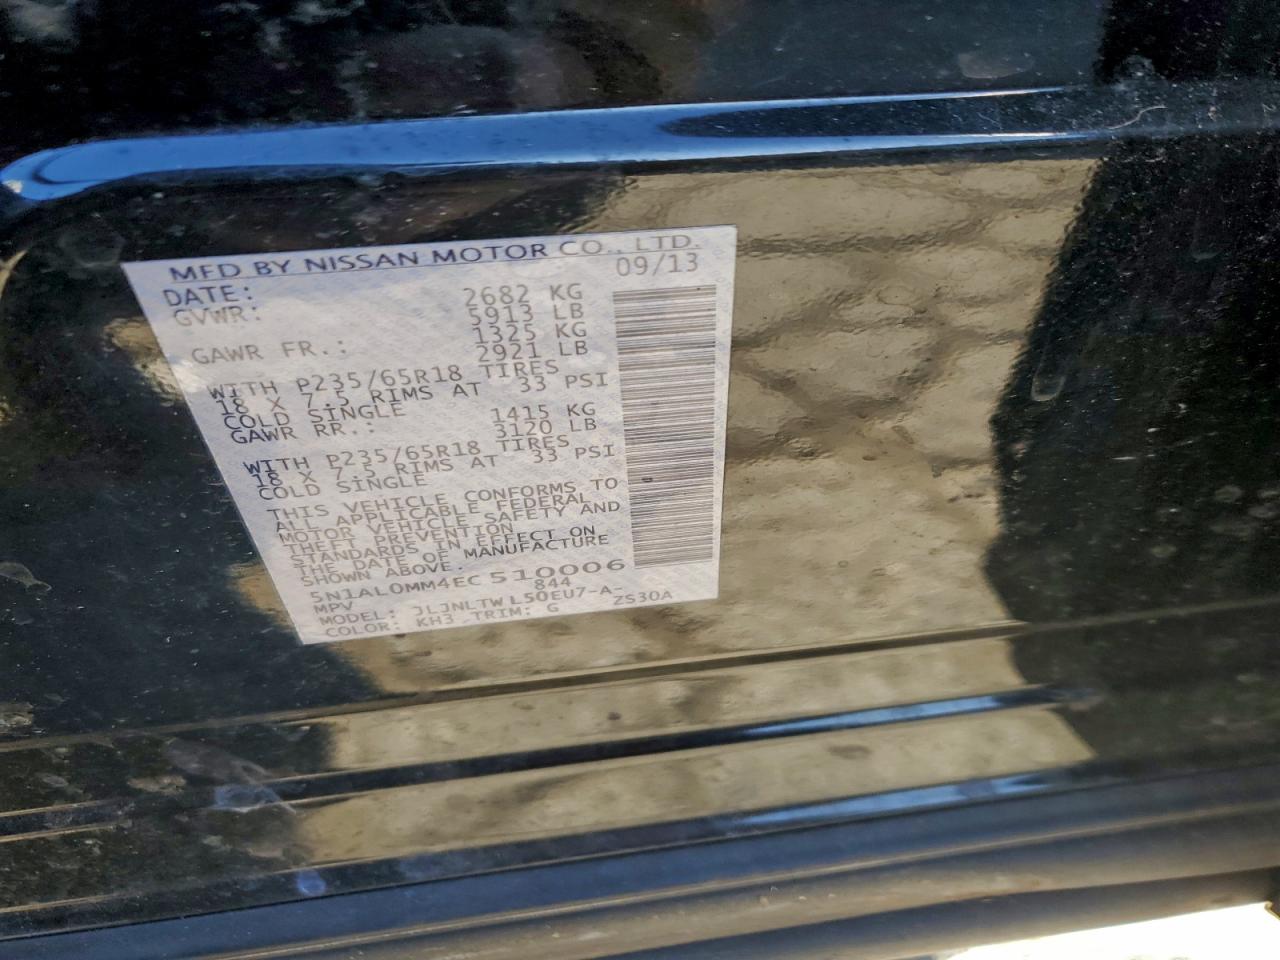 MFD BY NISSAN MOTOR CO., LTD.
DATE: 09/13
GVWR: 2682 KG
5913 LB
GAWR FR.: 1325 KG
2921 LB
WITH P235/65R18 TIRES
18 X 7.5 RIMS AT 33 PSI
COLD SINGLE
GAWR RR.: 1415 KG
3120 LB
WITH P235/65R18 TIRES
18 X 7.5 RIMS AT 33 PSI
COLD SINGLE
THIS VEHICLE CONFORMS TO
ALL APPLICABLE FEDERAL
MOTOR VEHICLE SAFETY AND
THEFT PREVENTION
STANDARDS IN EFFECT ON
THE DATE OF MANUFACTURE
SHOWN ABOVE.
5N1AL0MM4EC510006
MPV 844
MODEL: JLJNLTWL50EU7-A-
COLOR: KH3 TRIM: G ZS30A